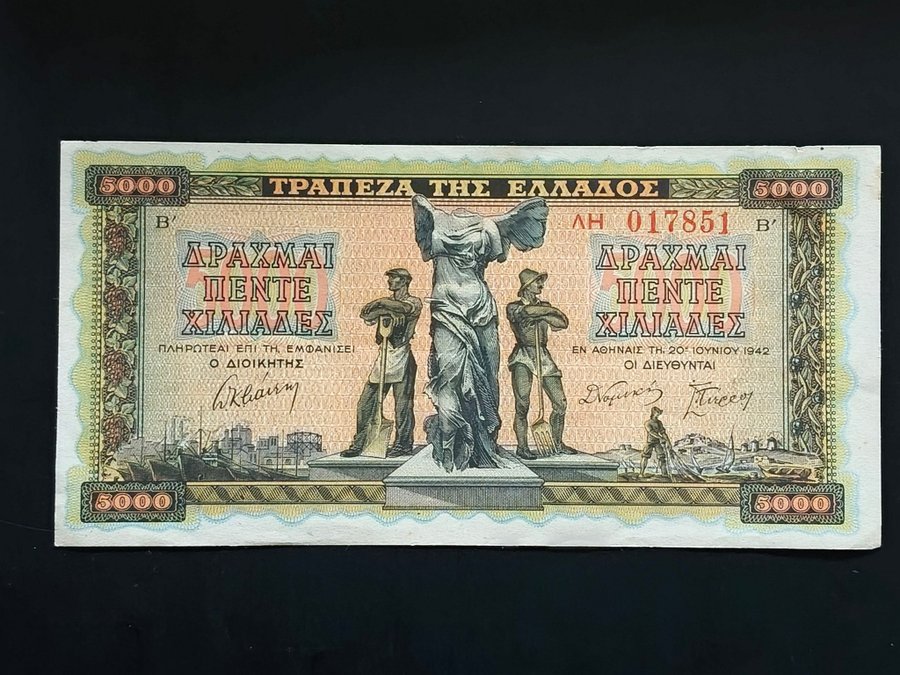 5000 ΤΡΑΠΕΖΑ ΤΗΣ ΕΛΛΑΔΟΣ 5000
Β′ ΛΗ 017851 Β′
ΔΡΑΧΜΑΙ
ΠΕΝΤΕ
ΧΙΛΙΑΔΕΣ
ΠΛΗΡΩΤΕΑΙ ΕΠΙ ΤΗ, ΕΜΦΑΝΙΣΕΙ
Ο ΔΙΟΙΚΗΤΗΣ
ΔΡΑΧΜΑΙ
ΠΕΝΤΕ
ΧΙΛΙΑΔΕΣ
ΕΝ ΑΘΗΝΑΙΣ ΤΗ, 20ῃ ΙΟΥΝΙΟΥ 1942
ΟΙ ΔΙΕΥΘΥΝΤΑΙ
5000 5000